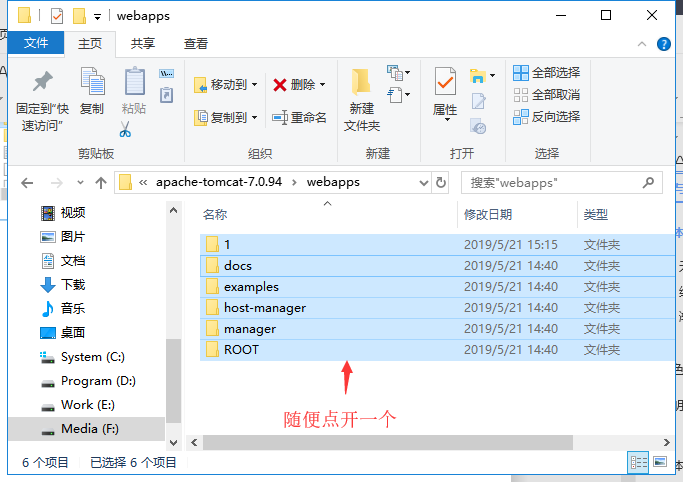 webapps
文件 主页 共享 查看
固定到“快速访问”
复制
粘贴
移动到
复制到
删除
重命名
新建
文件夹
属性
全部选择
全部取消
反向选择
剪贴板 组织 新建 打开 选择
« apache-tomcat-7.0.94 webapps
搜索"webapps"
视频
图片
文档
下载
音乐
桌面
System (C:)
Program (D:)
Work (E:)
Media (F:)
名称 修改日期 类型
1 2019/5/21 15:15 文件夹
docs 2019/5/21 14:40 文件夹
examples 2019/5/21 14:40 文件夹
host-manager 2019/5/21 14:40 文件夹
manager 2019/5/21 14:40 文件夹
ROOT 2019/5/21 14:40 文件夹
随便点开一个
6 个项目 已选择 6 个项目